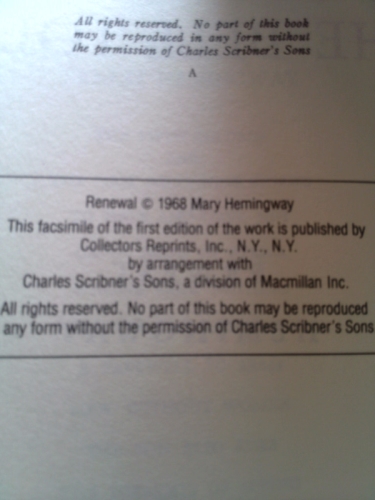 All rights reserved. No part of this book
may be reproduced in any form without
the permission of Charles Scribner's Sons
A
Renewal © 1968 Mary Hemingway
This facsimile of the first edition of the work is published by
Collectors Reprints, Inc., N.Y., N.Y.
by arrangement with
Charles Scribner's Sons, a division of Macmillan Inc.
All rights reserved. No part of this book may be reproduced
any form without the permission of Charles Scribner's Sons